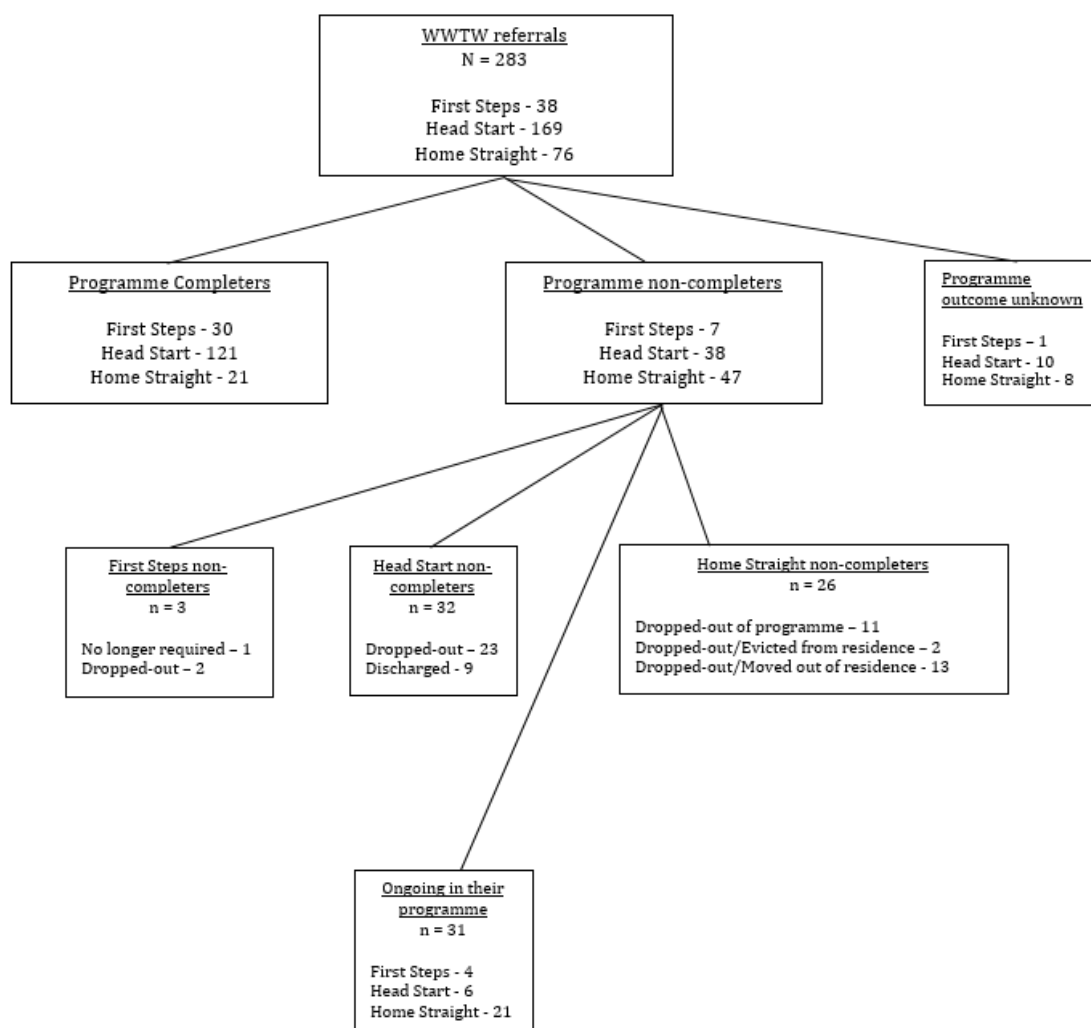 WWTW referrals
N = 283
First Steps - 38
Head Start - 169
Home Straight - 76
Programme Completers
First Steps - 30
Head Start - 121
Home Straight - 21
Programme non-completers
First Steps - 7
Head Start - 38
Home Straight - 47
Programme
outcome unknown
First Steps – 1
Head Start - 10
Home Straight - 8
First Steps non-
completers
n = 3
No longer required – 1
Dropped-out – 2
Head Start non-
completers
n = 32
Dropped-out – 23
Discharged - 9
Home Straight non-completers
n = 26
Dropped-out of programme – 11
Dropped-out/Evicted from residence – 2
Dropped-out/Moved out of residence - 13
Ongoing in their
programme
n = 31
First Steps - 4
Head Start - 6
Home Straight - 21